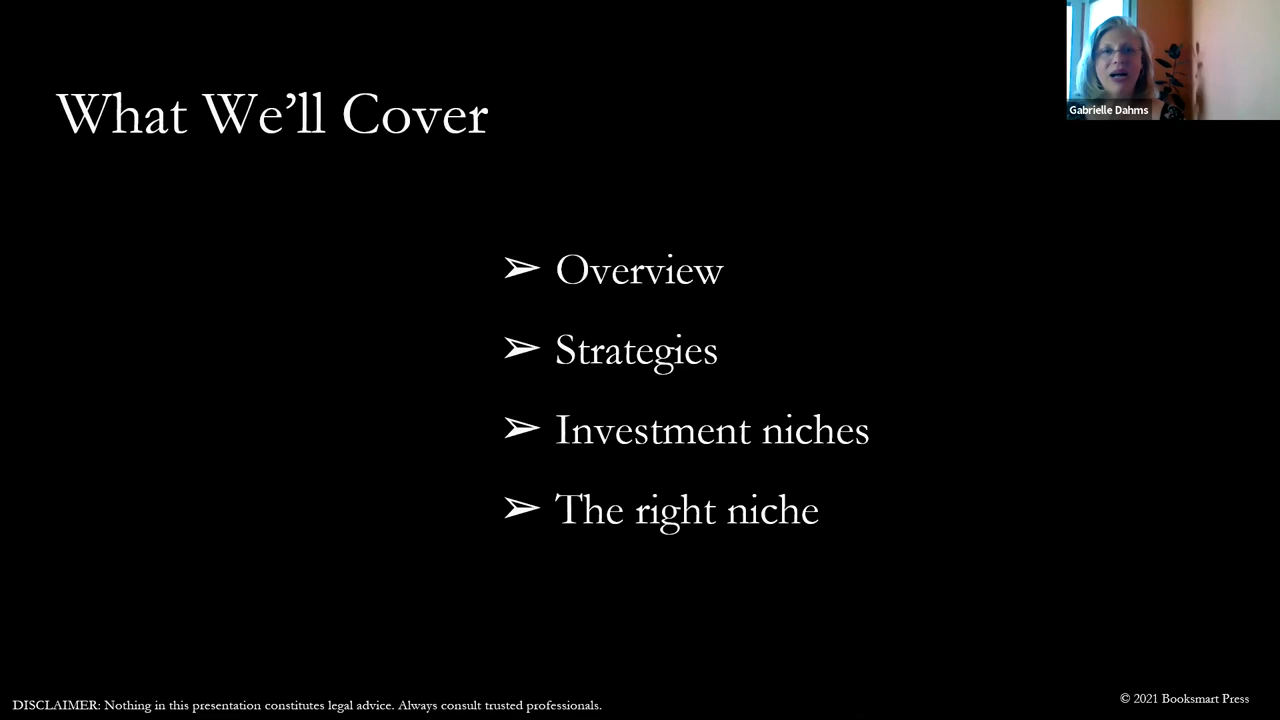 What We’ll Cover
Gabrielle Dahms
➢ Overview
➢ Strategies
➢ Investment niches
➢ The right niche
DISCLAIMER: Nothing in this presentation constitutes legal advice. Always consult trusted professionals.
© 2021 Booksmart Press